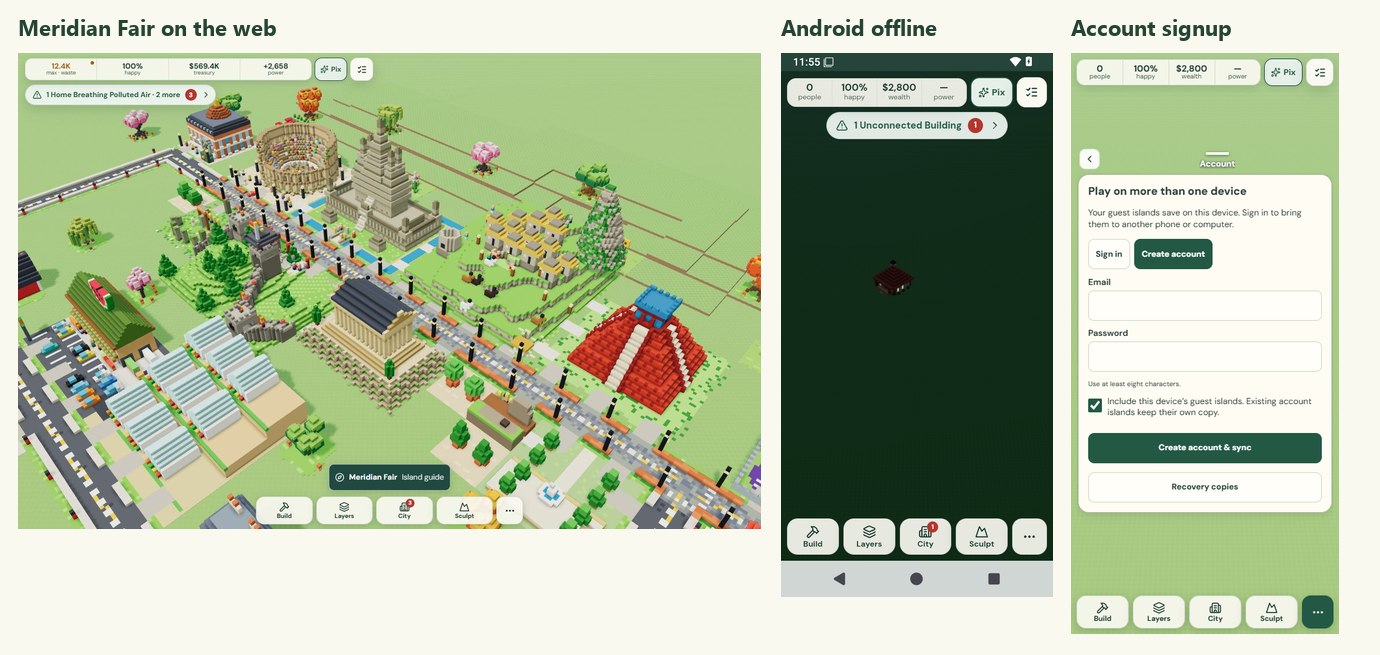 Meridian Fair on the web
12.4K
max · waste
100%
happy
$569.4K
treasury
+2,658
power
Pix
1 Home Breathing Polluted Air · 2 more 3
Meridian Fair Island guide
Build
Layers
3
City
Sculpt
Android offline
11:55
0
people
100%
happy
$2,800
wealth
—
power
Pix
1 Unconnected Building 1
Build
Layers
1
City
Sculpt
Account signup
0
people
100%
happy
$2,800
wealth
—
power
Pix
Account
Play on more than one device
Your guest islands save on this device. Sign in to bring
them to another phone or computer.
Sign in
Create account
Email
Password
Use at least eight characters.
Include this device's guest islands. Existing account
islands keep their own copy.
Create account & sync
Recovery copies
Build
Layers
City
Sculpt